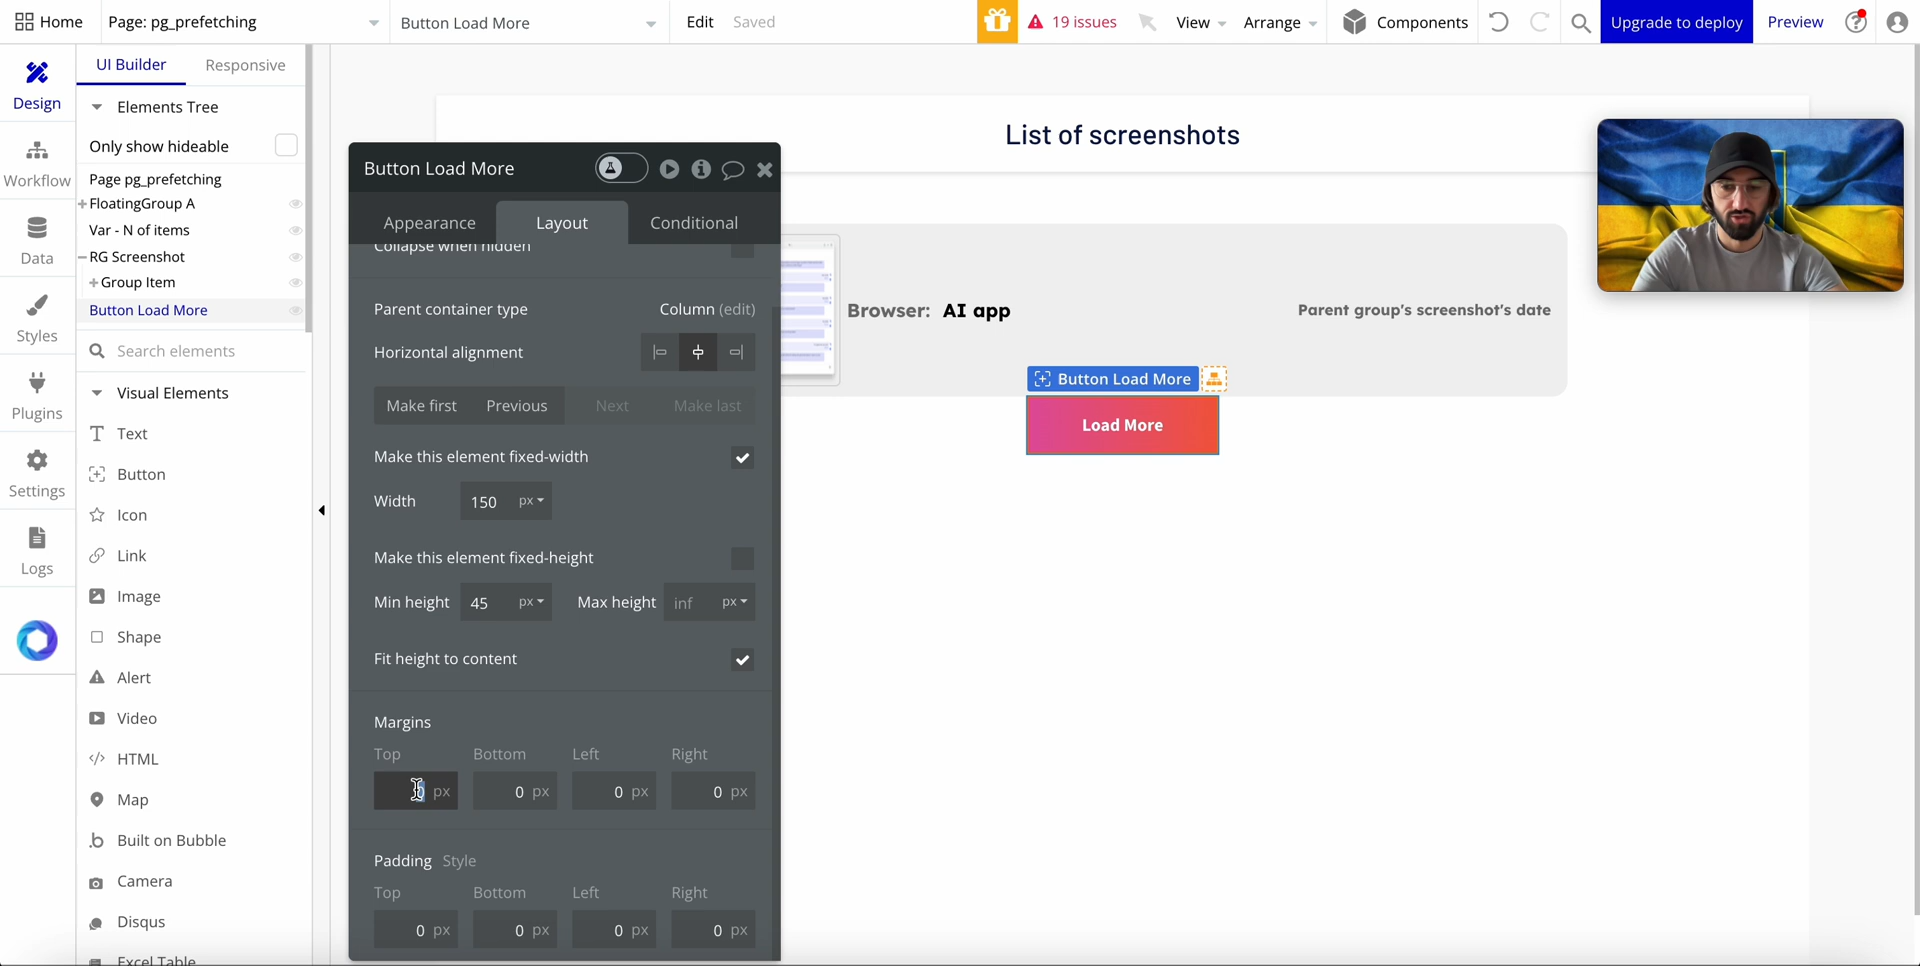 Home
Page: pg_prefetching
Button Load More
Edit
Saved
19 issues
View
Arrange
Components
Upgrade to deploy
Preview
Design
Workflow
Data
Styles
Plugins
Settings
Logs
UI Builder
Responsive
Elements Tree
Only show hideable
Page pg_prefetching
FloatingGroup A
Var - N of items
RG Screenshot
Group Item
Button Load More
Search elements
Visual Elements
Text
Button
Icon
Link
Image
Shape
Alert
Video
HTML
Map
Built on Bubble
Camera
Disqus
Excel Table
Button Load More
Appearance
Layout
Conditional
Collapse when hidden
Parent container type
Column (edit)
Horizontal alignment
Make first
Previous
Next
Make last
Make this element fixed-width
Width
150 px
Make this element fixed-height
Min height
45 px
Max height
inf px
Fit height to content
Margins
Top
Bottom
Left
Right
0 px
0 px
0 px
0 px
Padding Style
Top
Bottom
Left
Right
0 px
0 px
0 px
0 px
List of screenshots
Browser: AI app
Parent group's screenshot's date
Button Load More
Load More